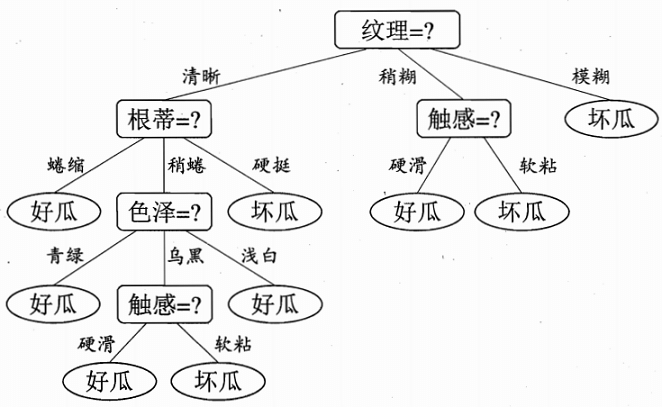 纹理=?
清晰 稍糊 模糊
根蒂=? 触感=? 坏瓜
蜷缩 稍蜷 硬挺 硬滑 软粘
好瓜 色泽=? 坏瓜 好瓜 坏瓜
青绿 乌黑 浅白
好瓜 触感=? 好瓜
硬滑 软粘
好瓜 坏瓜